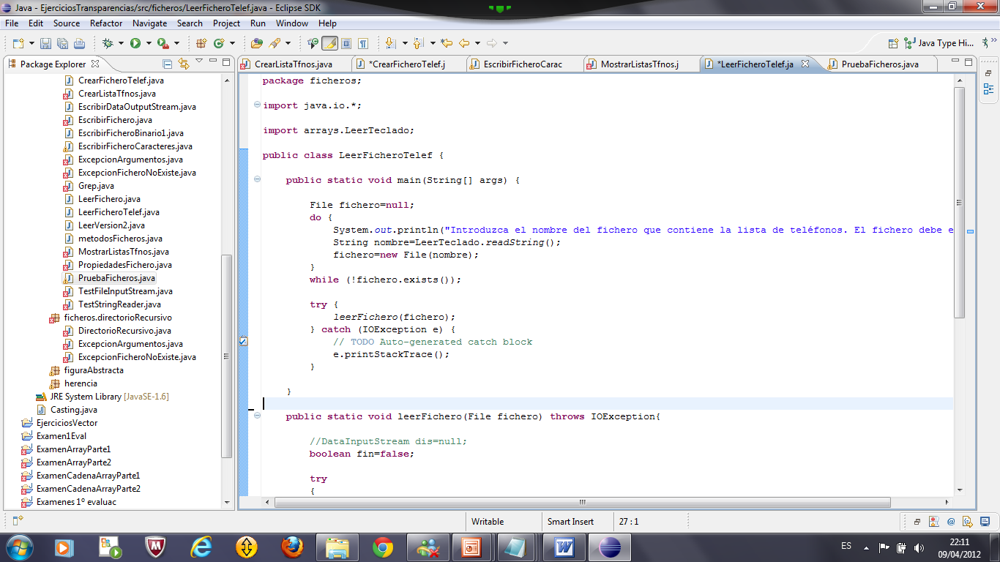 Java - EjerciciosTransparencias/src/ficheros/LeerFicheroTelef.java - Eclipse SDK
File Edit Source Refactor Navigate Search Project Run Window Help
Java Type Hi...
Package Explorer
CrearListaTfnos.java
*CrearFicheroTelef.j
EscribirFicheroCarac
MostrarListasTfnos.j
*LeerFicheroTelef.ja
PruebaFicheros.java
CrearFicheroTelef.java
CrearListaTfnos.java
EscribirDataOutputStream.java
EscribirFichero.java
EscribirFicheroBinario1.java
EscribirFicheroCaracteres.java
ExcepcionArgumentos.java
ExcepcionFicheroNoExiste.java
Grep.java
LeerFichero.java
LeerFicheroTelef.java
LeerVersion2.java
metodosFicheros.java
MostrarListasTfnos.java
PropiedadesFichero.java
PruebaFicheros.java
TestFileInputStream.java
TestStringReader.java
ficheros.directorioRecursivo
DirectorioRecursivo.java
ExcepcionArgumentos.java
ExcepcionFicheroNoExiste.java
figuraAbstracta
herencia
JRE System Library [JavaSE-1.6]
Casting.java
EjerciciosVector
Examen1Eval
ExamenArrayParte1
ExamenArrayParte2
ExamenCadenaArrayParte1
ExamenCadenaArrayParte2
Examenes 1º evaluac
package ficheros;
import java.io.*;
import arrays.LeerTeclado;
public class LeerFicheroTelef {
public static void main(String[] args) {
File fichero=null;
do {
System.out.println("Introduzca el nombre del fichero que contiene la lista de teléfonos. El fichero debe e
String nombre=LeerTeclado.readString();
fichero=new File(nombre);
}
while (!fichero.exists());
try {
leerFichero(fichero);
} catch (IOException e) {
// TODO Auto-generated catch block
e.printStackTrace();
}
}
public static void leerFichero(File fichero) throws IOException{
//DataInputStream dis=null;
boolean fin=false;
try
{
Writable
Smart Insert
27 : 1
ES
22:11
09/04/2012